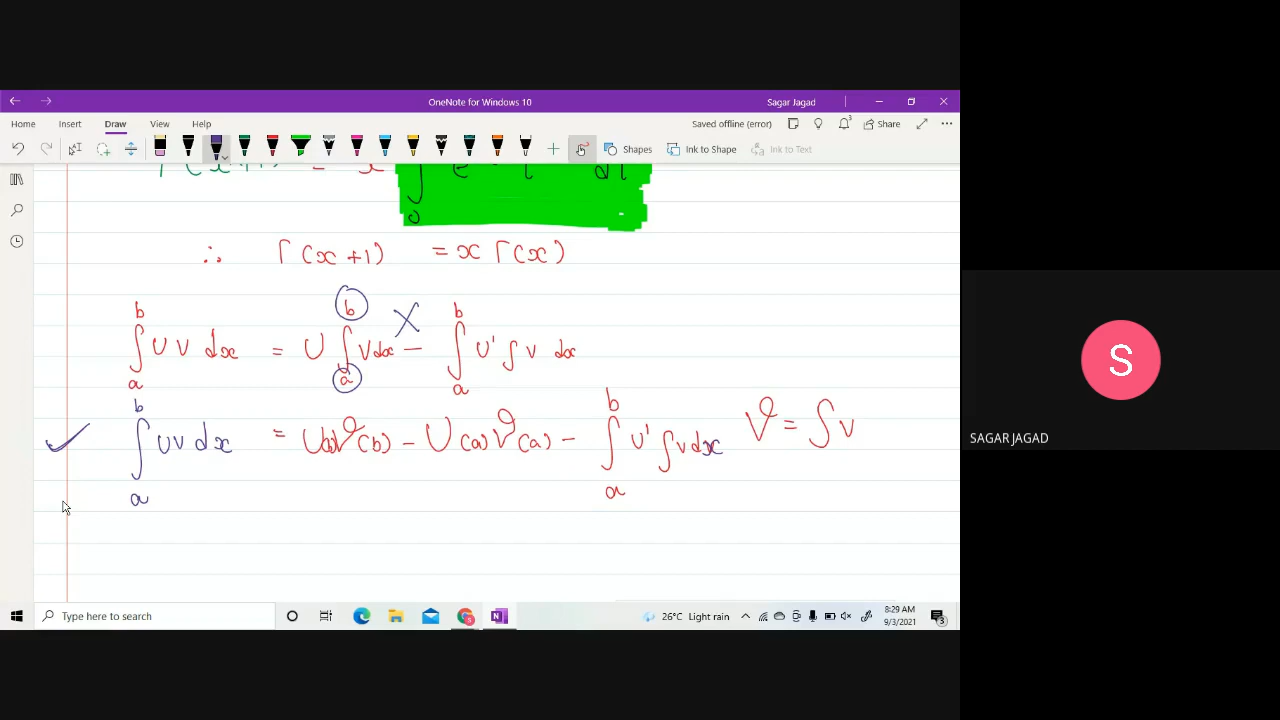 OneNote for Windows 10
Sagar Jagad
Home Insert Draw View Help
Saved offline (error)
Share
Shapes
Ink to Shape
Ink to Text
∴ Γ(x+1) = x Γ(x)
∫ₐᵇ U V dx = U ∫ₐᵇ V dx − ∫ₐᵇ U' ∫ V dx
∫ₐᵇ UV dx = U(b)V(b) − U(a)V(a) − ∫ₐᵇ U' ∫ V dx V = ∫ V
S
SAGAR JAGAD
Type here to search
26°C Light rain
8:29 AM
9/3/2021
3